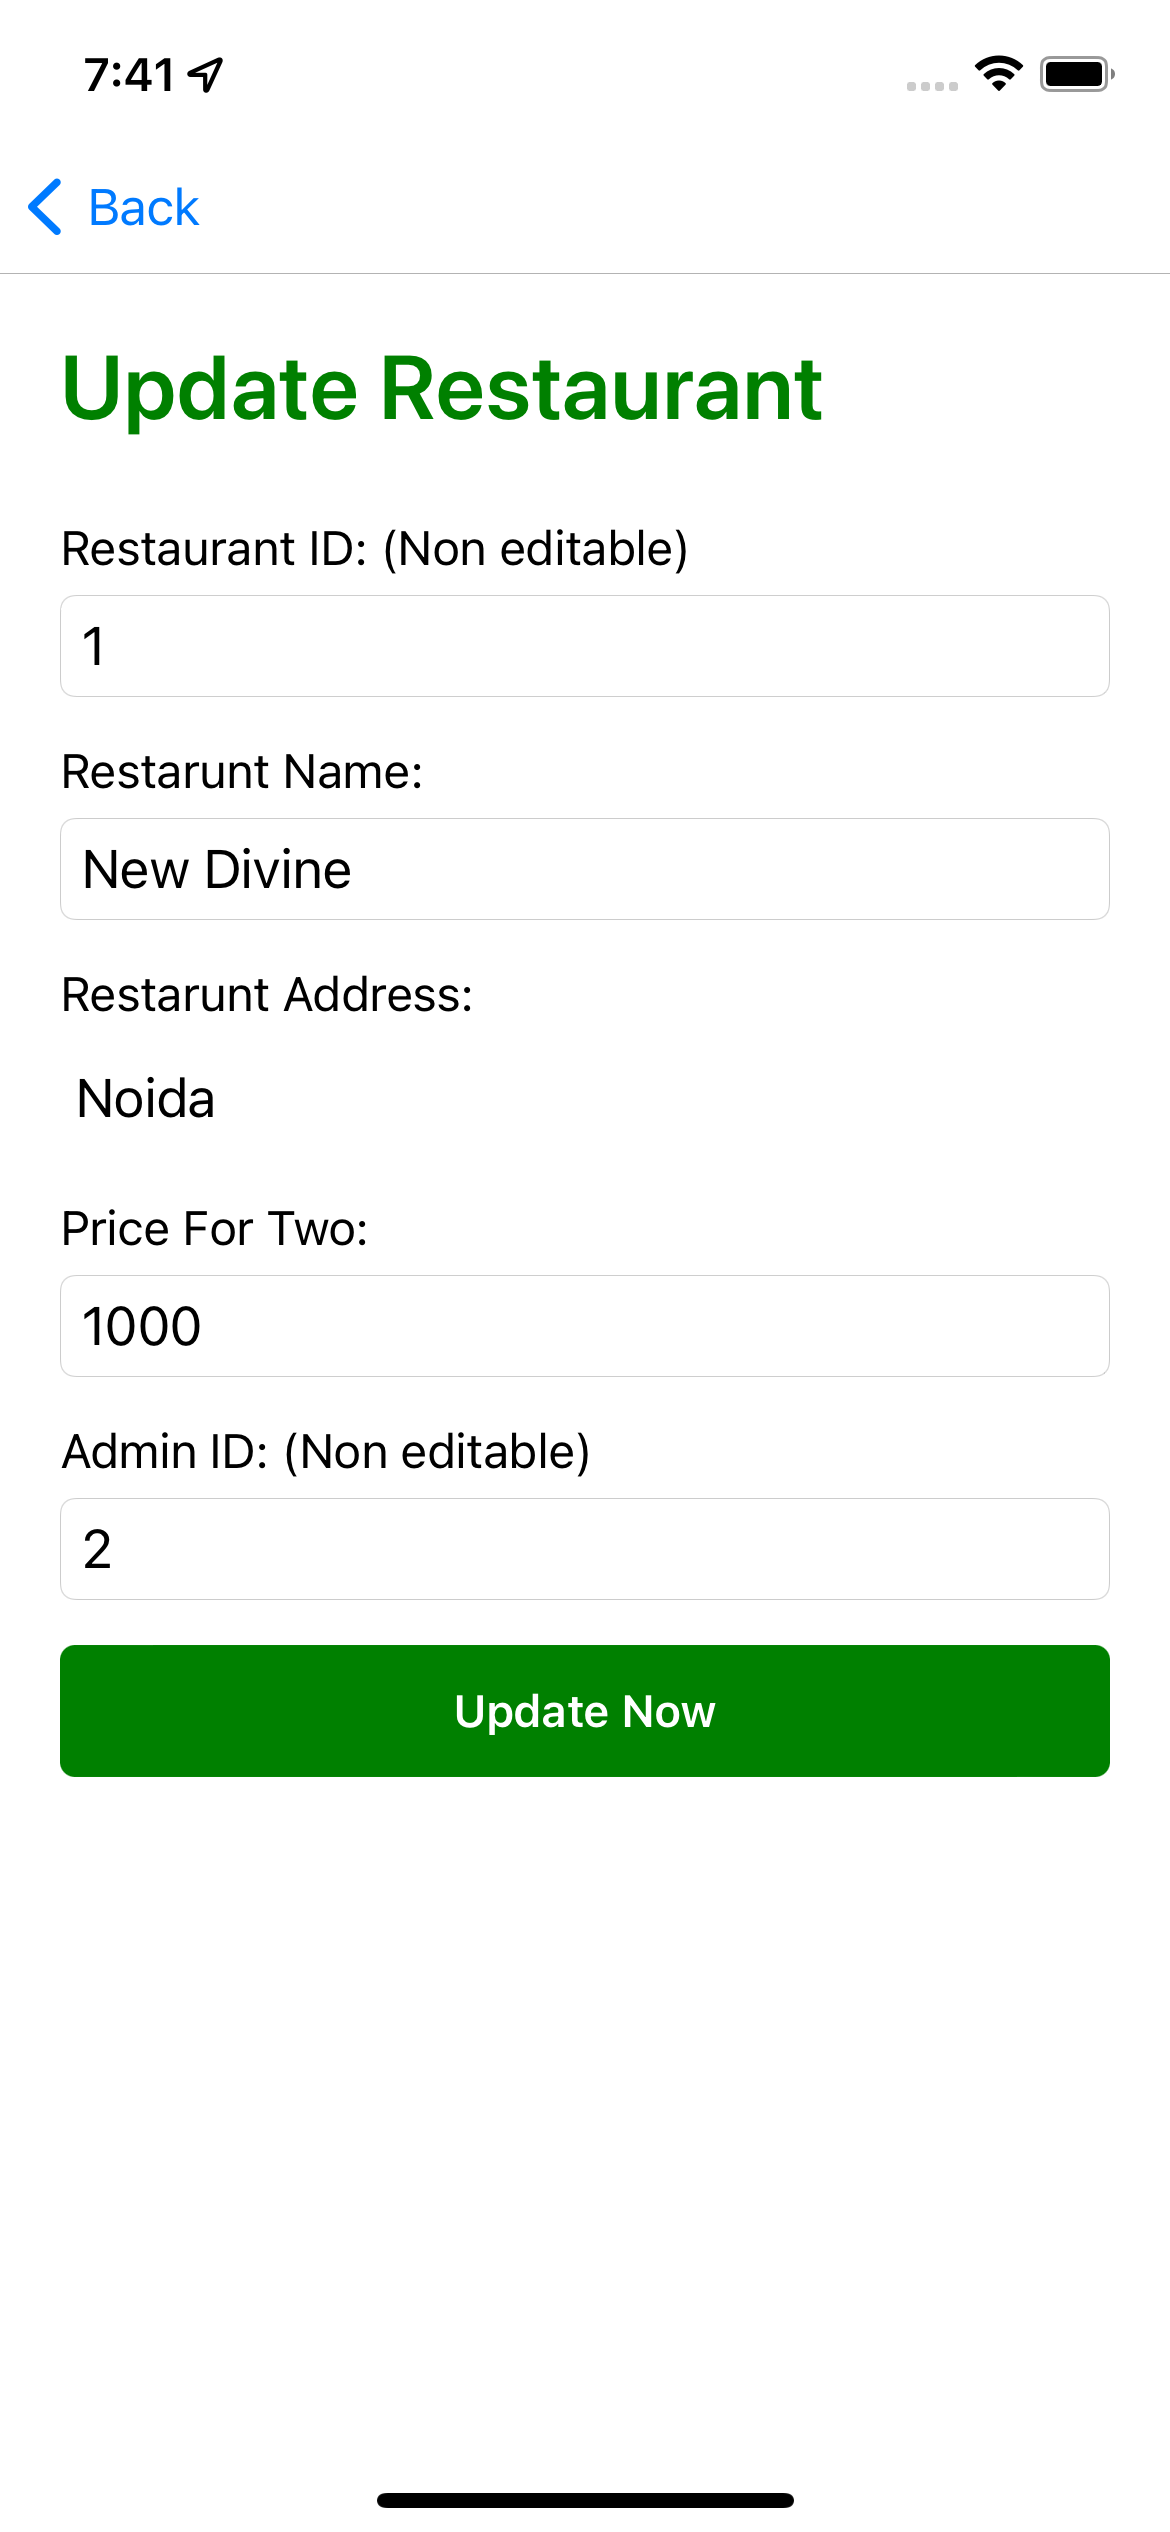 7:41
Back
Update Restaurant
Restaurant ID: (Non editable)
1
Restarunt Name:
New Divine
Restarunt Address:
Noida
Price For Two:
1000
Admin ID: (Non editable)
2
Update Now